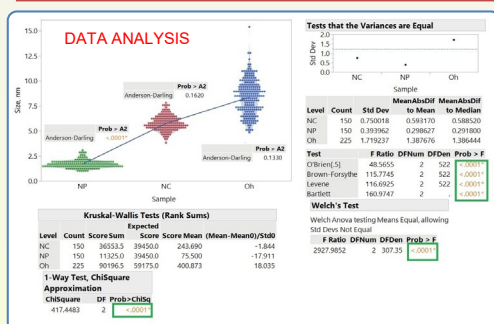 DATA ANALYSIS
Size, nm
15.0
12.5
10.0
7.5
5.0
2.5
0.0
Prob > A2
Anderson-Darling 0.1620
Prob > A2
Anderson-Darling <.0001*
Prob > A2
Anderson-Darling 0.1330
NP NC Oh
Sample
Kruskal-Wallis Tests (Rank Sums)
Expected
Level Count Score Sum Score Score Mean (Mean-Mean0)/Std0
NC 150 36553.5 39450.0 243.690 -1.844
NP 150 11325.0 39450.0 75.500 -17.911
Oh 225 90196.5 59175.0 400.873 18.035
1-Way Test, ChiSquare
Approximation
ChiSquare DF Prob>ChiSq
417.4483 2 <.0001*
Tests that the Variances are Equal
Std Dev
2.0
1.5
1.0
0.5
0.0
NC NP Oh
Sample
MeanAbsDif MeanAbsDif
Level Count Std Dev to Mean to Median
NC 150 0.750018 0.593170 0.588520
NP 150 0.393962 0.298627 0.291800
Oh 225 1.719237 1.387676 1.386444
Test F Ratio DFNum DFDen Prob > F
O'Brien[.5] 48.5655 2 522 <.0001*
Brown-Forsythe 115.7745 2 522 <.0001*
Levene 116.6925 2 522 <.0001*
Bartlett 160.9747 2 . <.0001*
Welch's Test
Welch Anova testing Means Equal, allowing
Std Devs Not Equal
F Ratio DFNum DFDen Prob > F
2927.9852 2 307.35 <.0001*